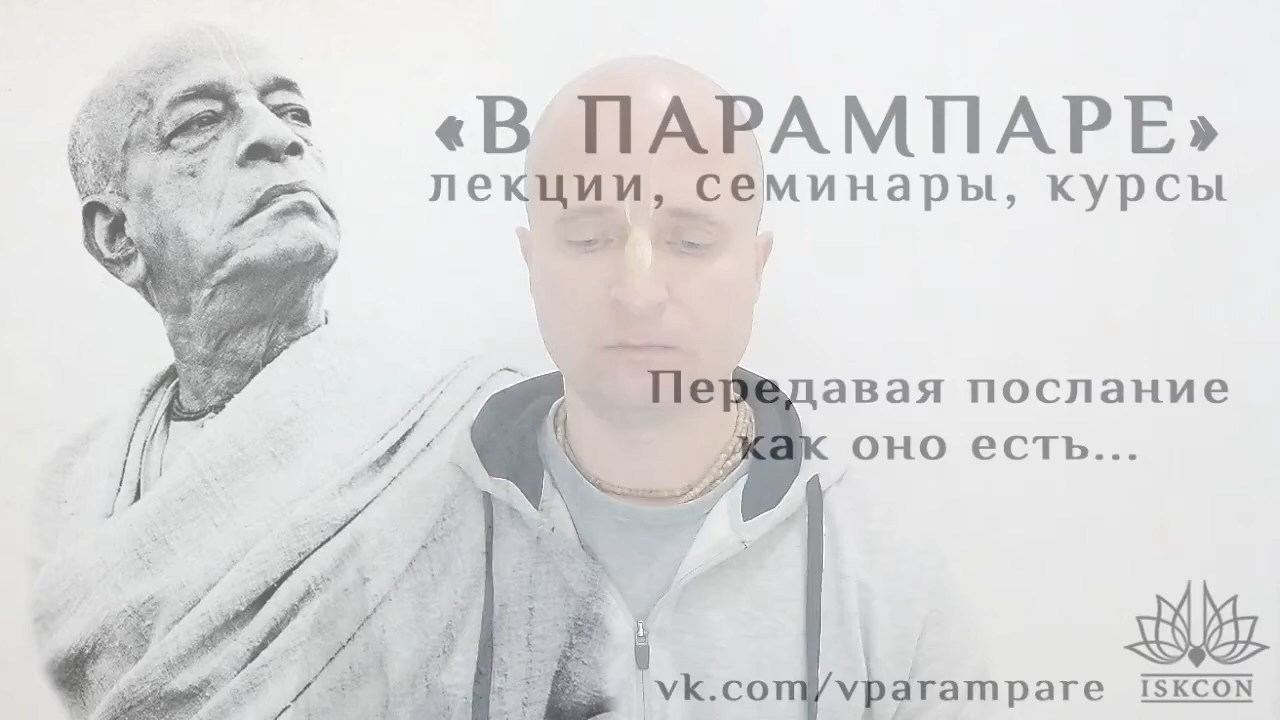 «В ПАРАМПАРЕ»
лекции, семинары, курсы
Передавая послание
как оно есть...
vk.com/vparampare
ISKCON